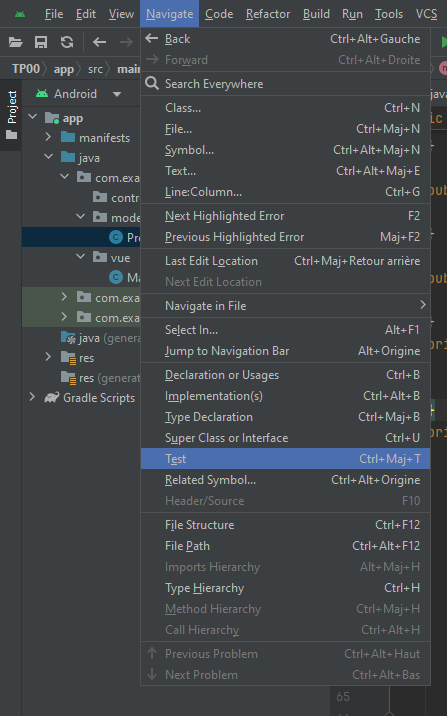 File Edit View Navigate Code Refactor Build Run Tools VCS
Back Ctrl+Alt+Gauche
Forward Ctrl+Alt+Droite
Search Everywhere
Class... Ctrl+N
File... Ctrl+Maj+N
Symbol... Ctrl+Alt+Maj+N
Text... Ctrl+Maj+E
Line:Column... Ctrl+G
Next Highlighted Error F2
Previous Highlighted Error Maj+F2
Last Edit Location Ctrl+Maj+Retour arrière
Next Edit Location
Navigate in File
Select In... Alt+F1
Jump to Navigation Bar Alt+Origine
Declaration or Usages Ctrl+B
Implementation(s) Ctrl+Alt+B
Type Declaration Ctrl+Maj+B
Super Class or Interface Ctrl+U
Test Ctrl+Maj+T
Related Symbol... Ctrl+Alt+Origine
Header/Source F10
File Structure Ctrl+F12
File Path Ctrl+Alt+F12
Imports Hierarchy Alt+Maj+H
Type Hierarchy Ctrl+H
Method Hierarchy Ctrl+Maj+H
Call Hierarchy Ctrl+Alt+H
Previous Problem Ctrl+Alt+Haut
Next Problem Ctrl+Alt+Bas
TP00 app src main
Project
Android
app
manifests
java
com.exa
contr
mode
Pr
vue
Ma
com.exa
com.exa
java (genera
res
res (generat
Gradle Scripts
65